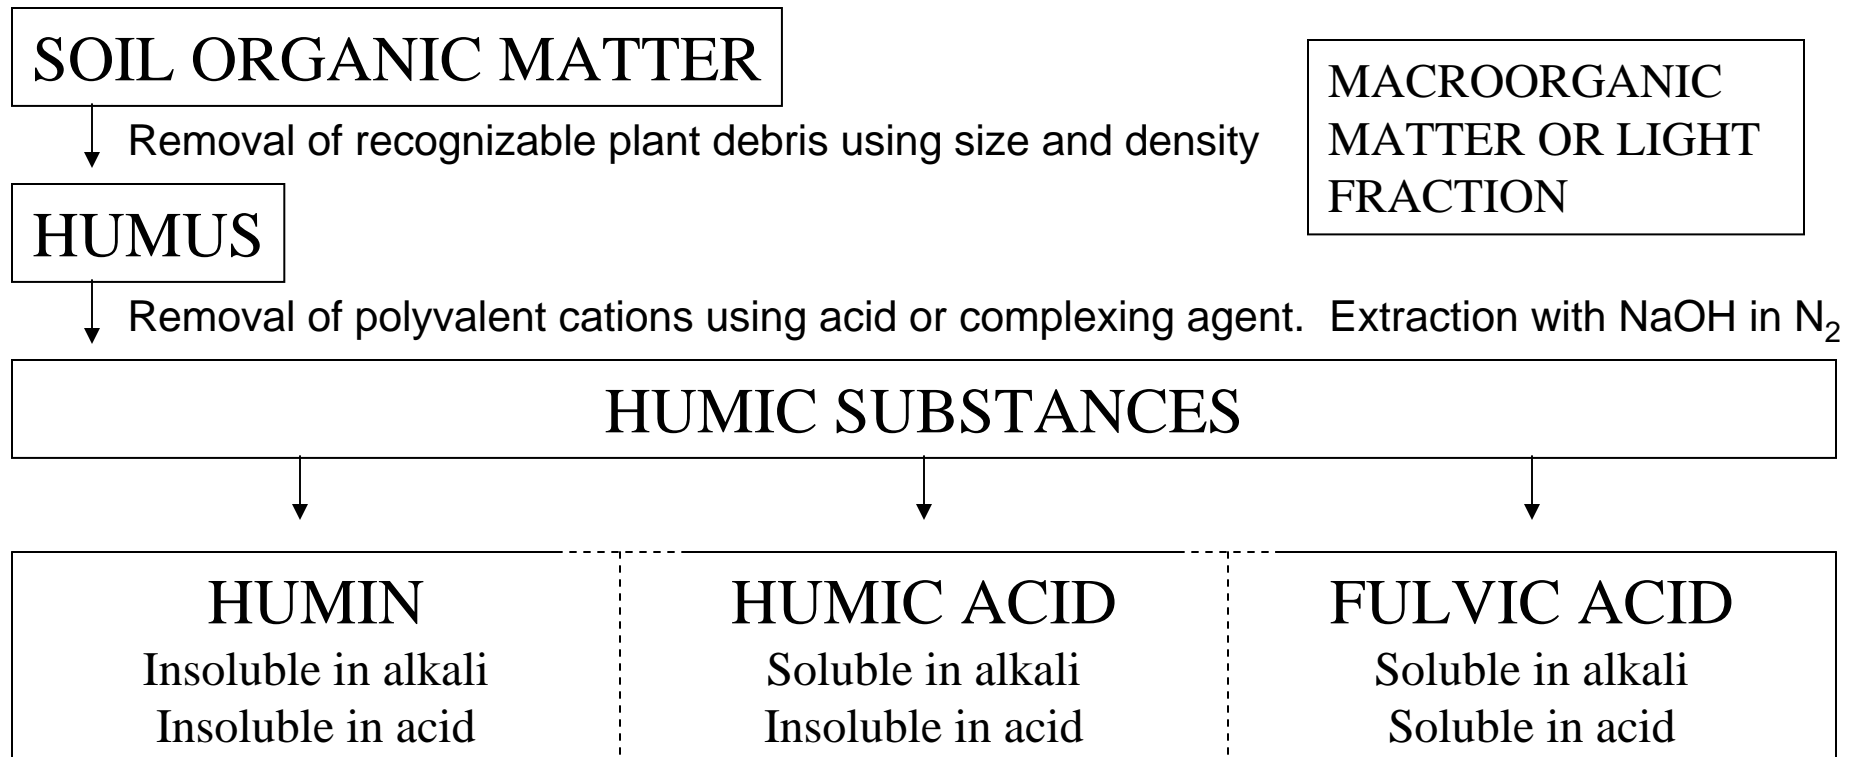 SOIL ORGANIC MATTER
Removal of recognizable plant debris using size and density
MACROORGANIC
MATTER OR LIGHT
FRACTION
HUMUS
Removal of polyvalent cations using acid or complexing agent.  Extraction with NaOH in N₂
HUMIC SUBSTANCES
HUMIN
Insoluble in alkali
Insoluble in acid
HUMIC ACID
Soluble in alkali
Insoluble in acid
FULVIC ACID
Soluble in alkali
Soluble in acid